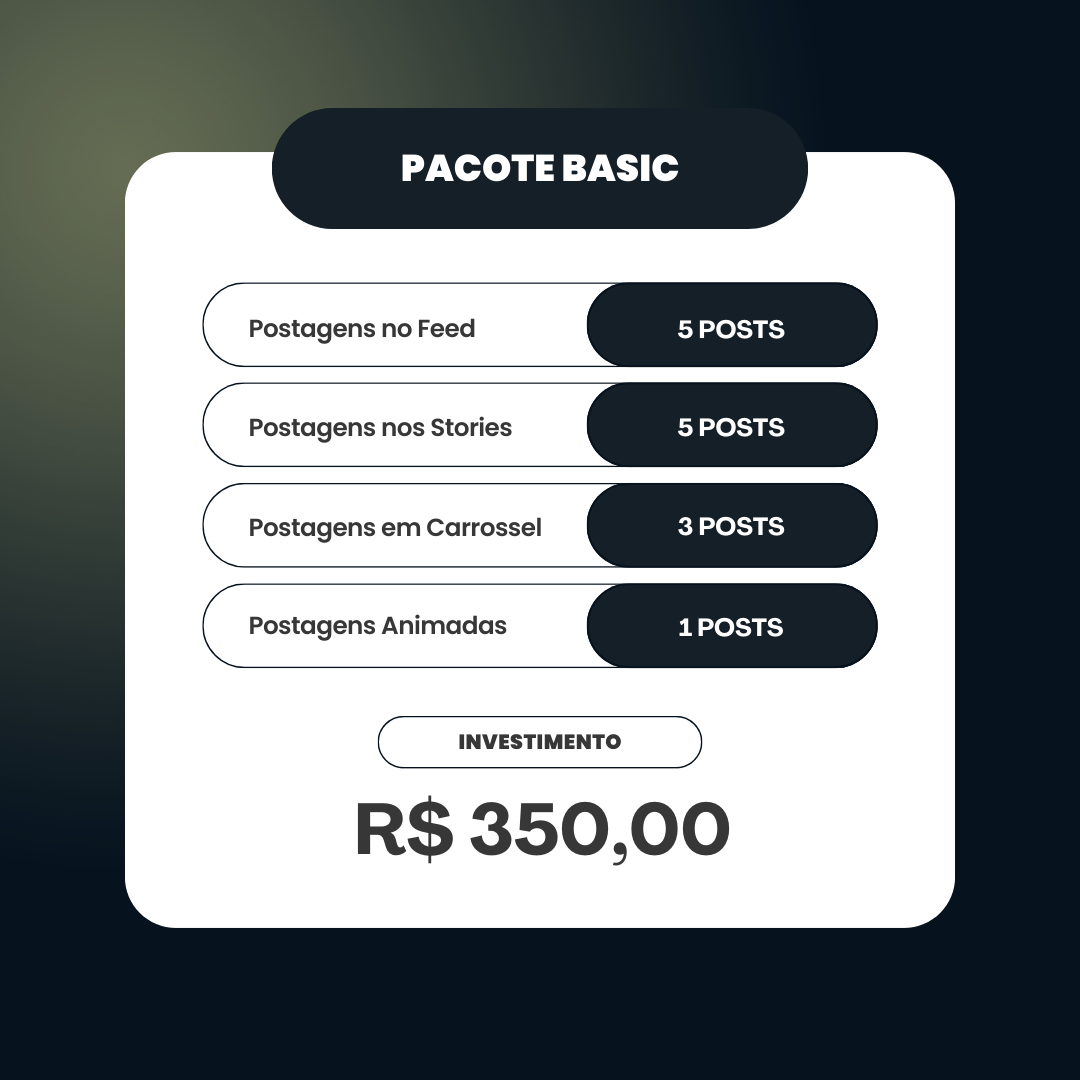 PACOTE BASIC
Postagens no Feed
5 POSTS
Postagens nos Stories
5 POSTS
Postagens em Carrossel
3 POSTS
Postagens Animadas
1 POSTS
INVESTIMENTO
R$ 350,00